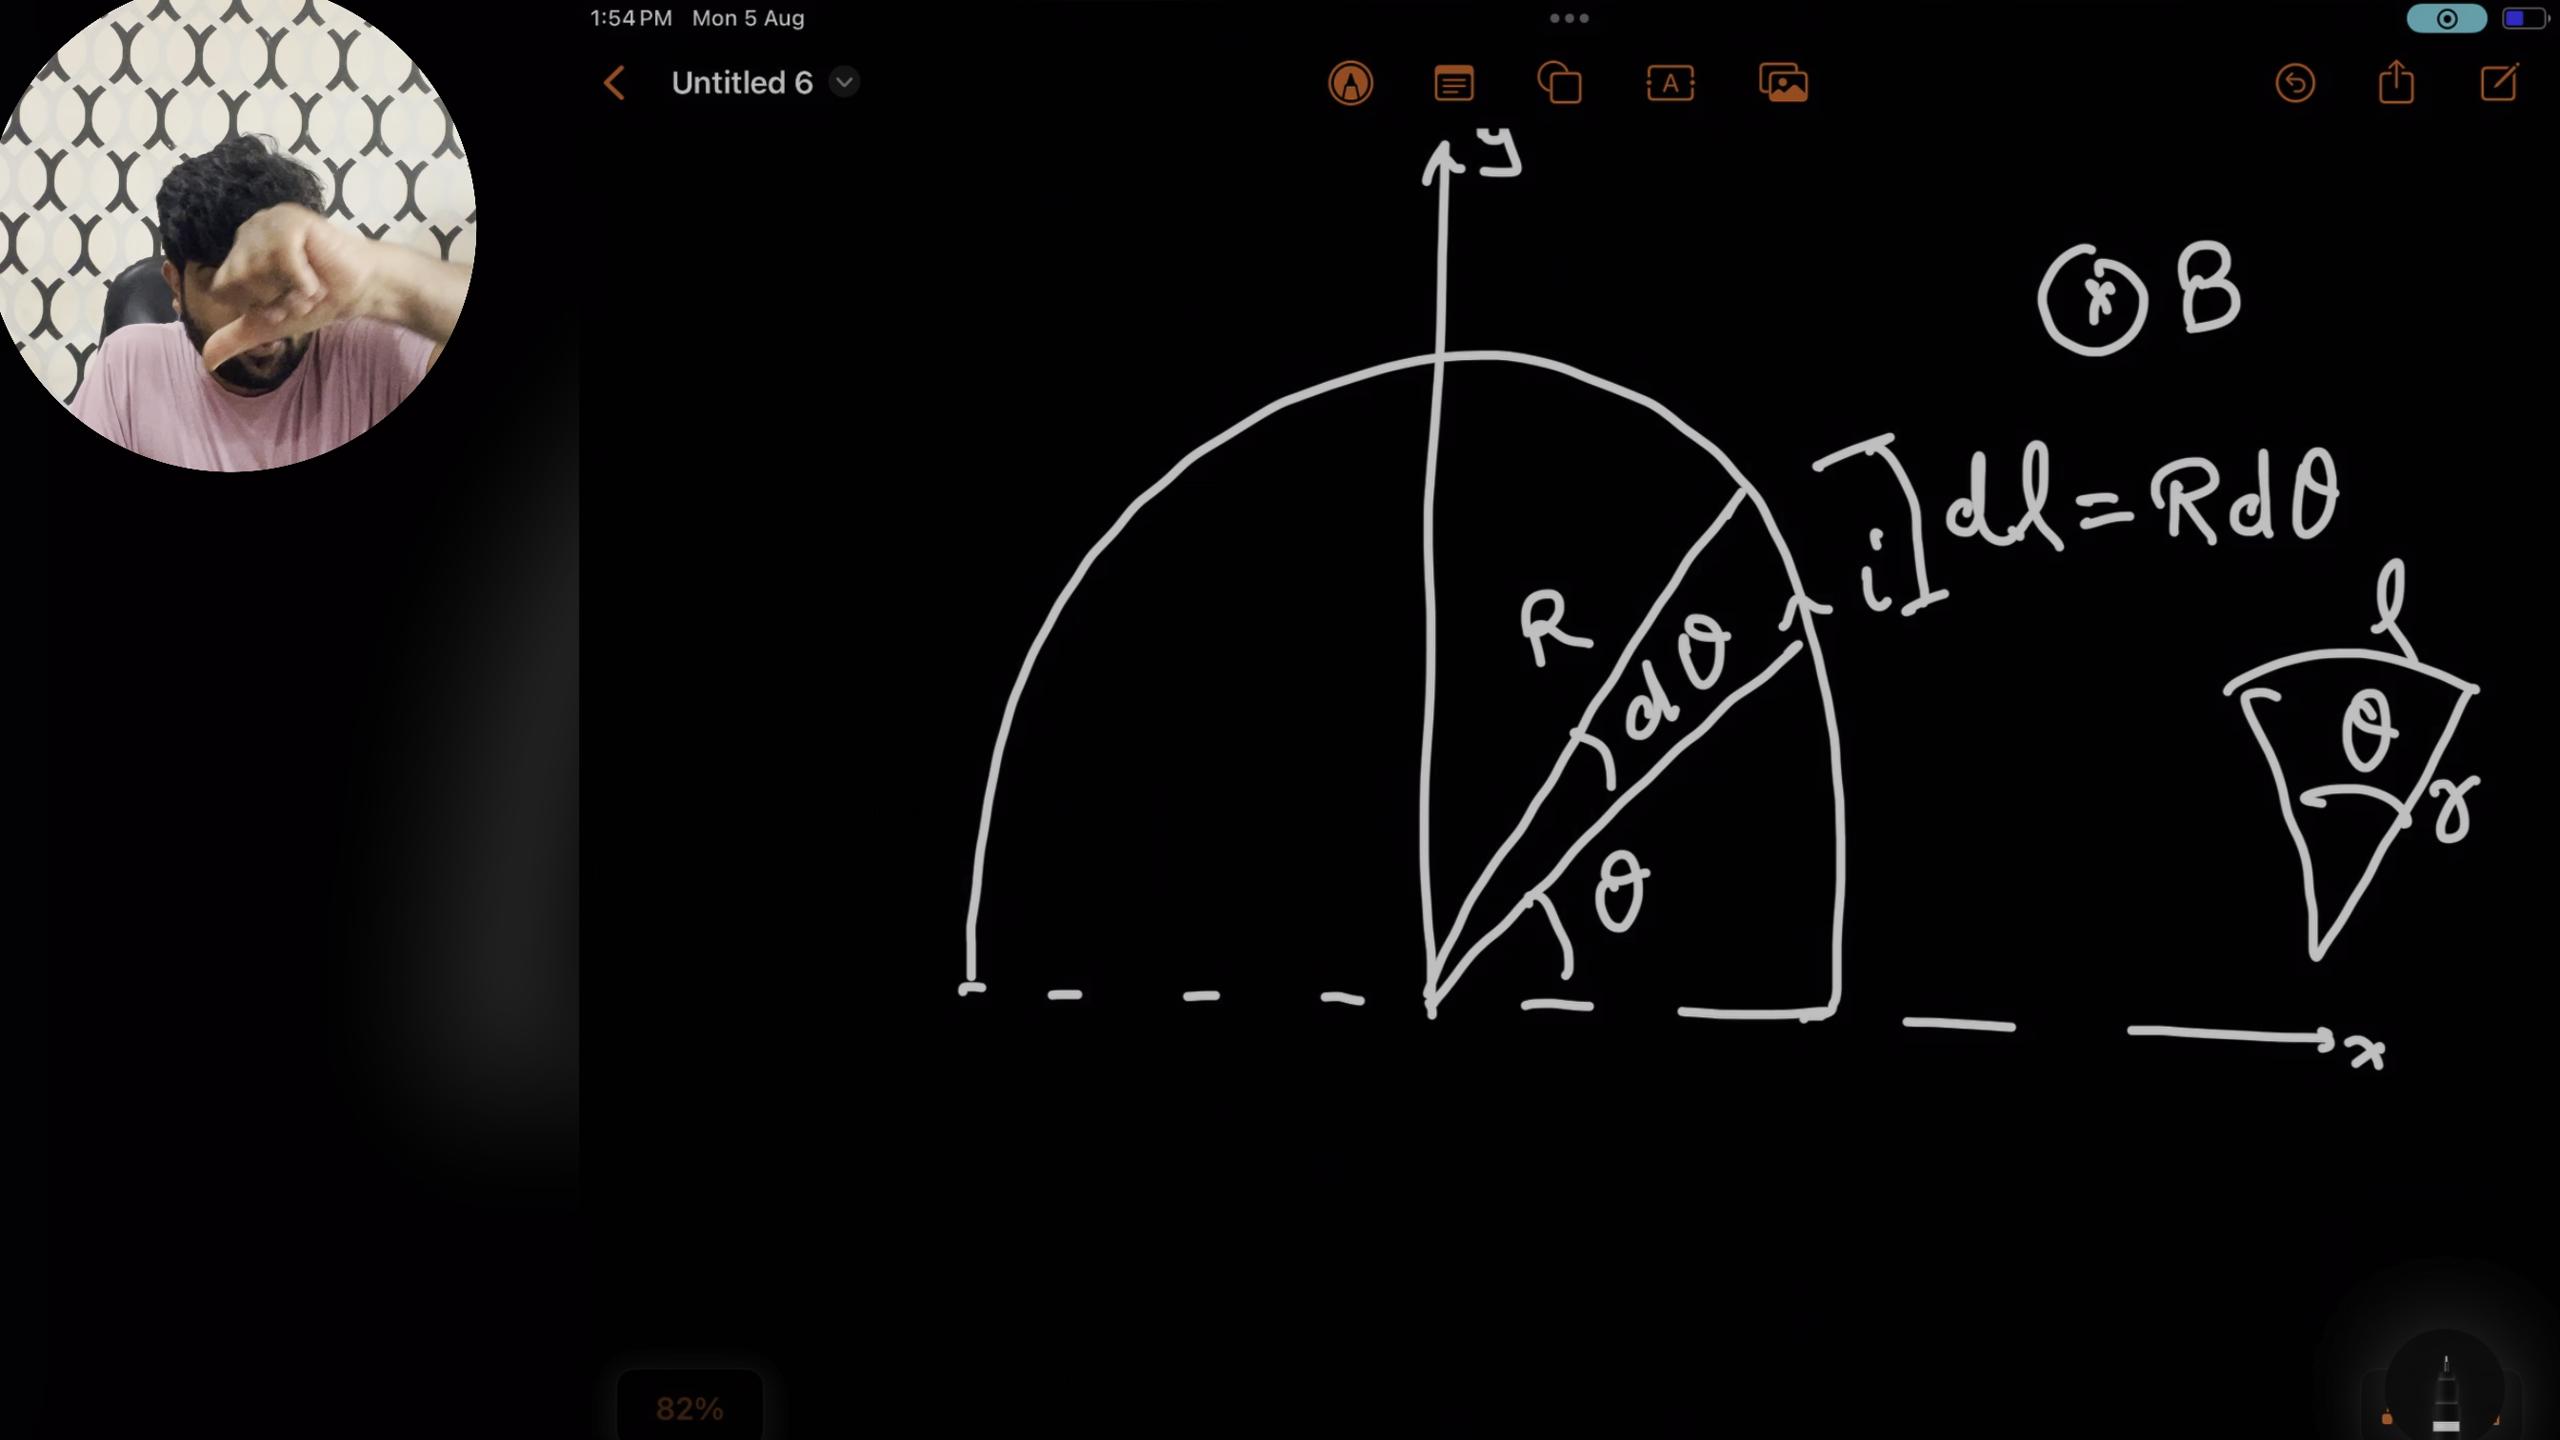 1:54 PM Mon 5 Aug
Untitled 6
A
y
B
i dl = Rdθ
R
dθ
l
θ
r
θ
x
82%